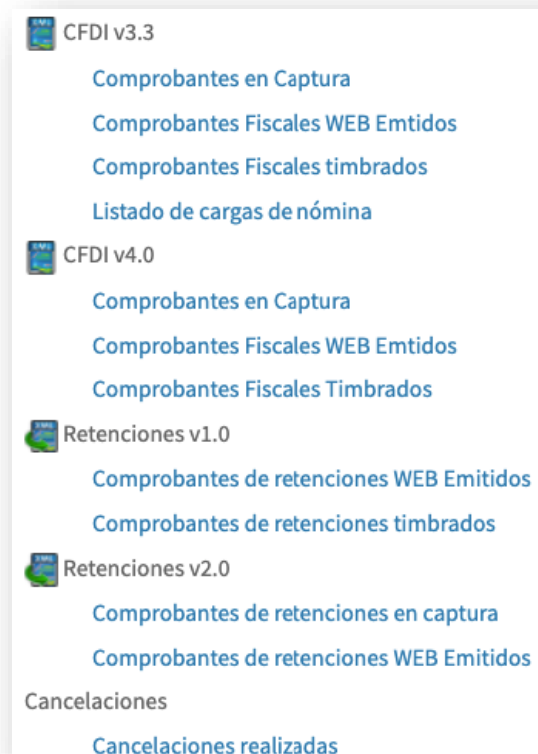 CFDI v3.3
Comprobantes en Captura
Comprobantes Fiscales WEB Emtidos
Comprobantes Fiscales timbrados
Listado de cargas de nómina
CFDI v4.0
Comprobantes en Captura
Comprobantes Fiscales WEB Emtidos
Comprobantes Fiscales Timbrados
Retenciones v1.0
Comprobantes de retenciones WEB Emitidos
Comprobantes de retenciones timbrados
Retenciones v2.0
Comprobantes de retenciones en captura
Comprobantes de retenciones WEB Emitidos
Cancelaciones
Cancelaciones realizadas